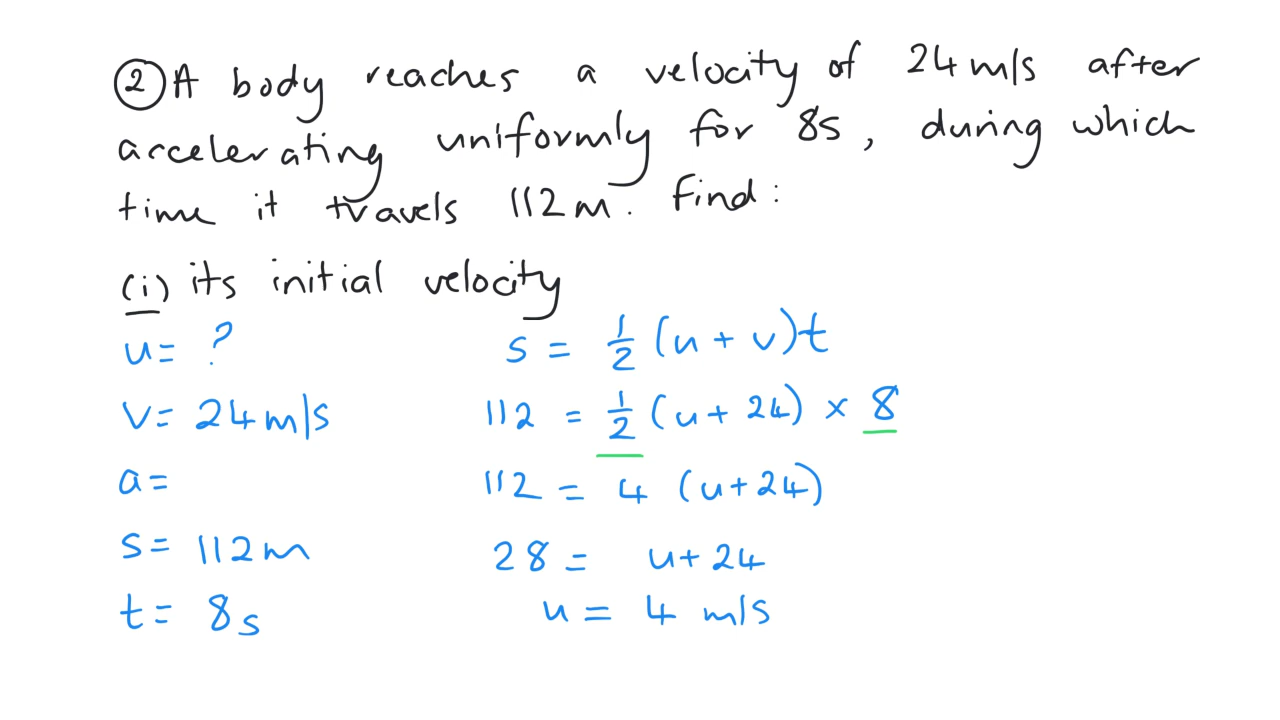 ② A body reaches a velocity of 24 m/s after
accelerating uniformly for 8s, during which
time it travels 112m. Find:
(i) its initial velocity
u = ?
v = 24 m/s
a =
s = 112 m
t = 8s
s = 1/2 (u + v)t
112 = 1/2 (u + 24) × 8
112 = 4 (u + 24)
28 = u + 24
u = 4 m/s